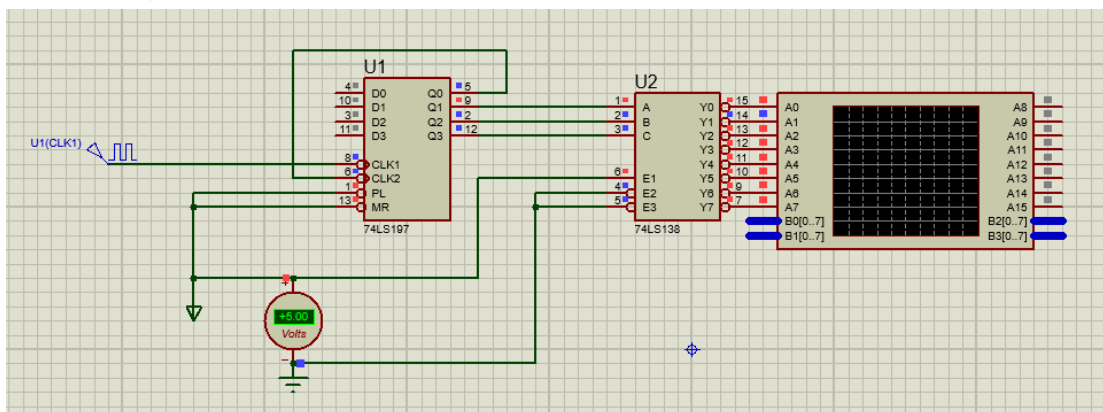 U1(CLK1)
U1
4 D0 Q0 5
10 D1 Q1 9
3 D2 Q2 2
11 D3 Q3 12
8 CLK1
6 CLK2
1 PL
13 MR
74LS197
+
+5.00
Volts
−
U2
1 A Y0 15
2 B Y1 14
3 C Y2 13
Y3 12
Y4 11
6 E1 Y5 10
4 E2 Y6 9
5 E3 Y7 7
74LS138
A0 A8
A1 A9
A2 A10
A3 A11
A4 A12
A5 A13
A6 A14
A7 A15
B0[0..7] B2[0..7]
B1[0..7] B3[0..7]